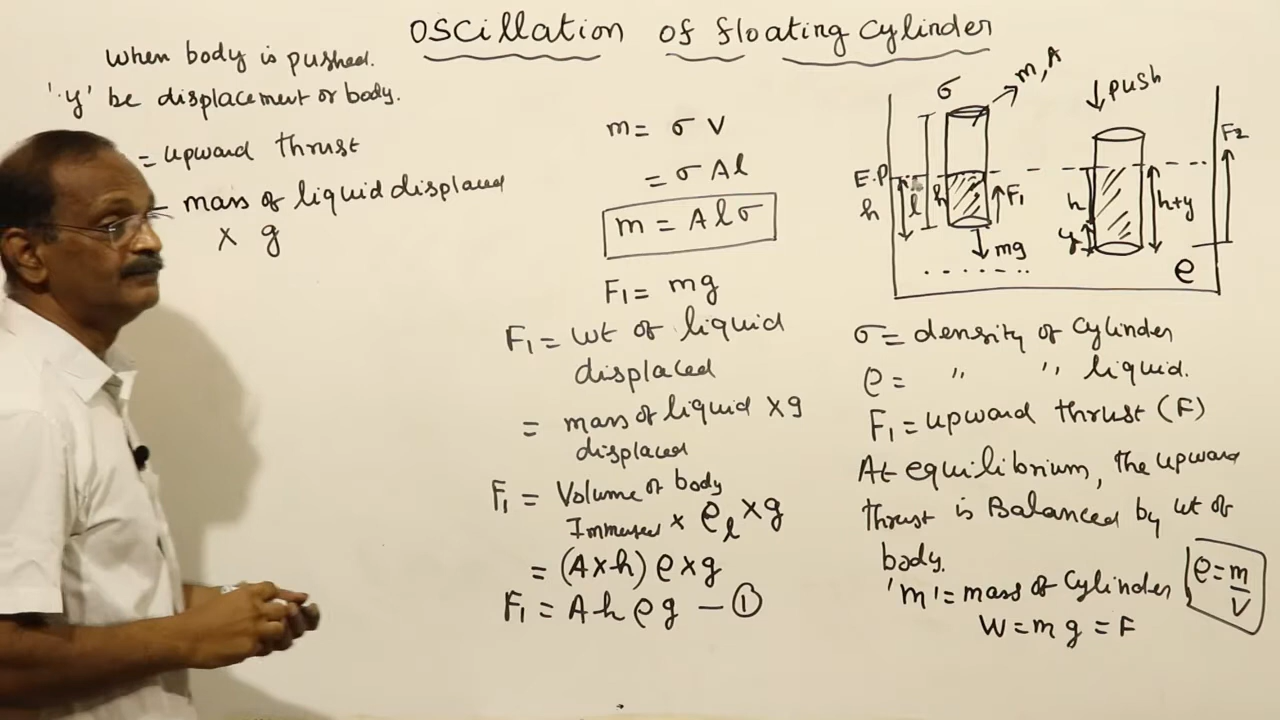 Oscillation of floating Cylinder
When body is pushed.
'y' be displacement of body.
= upward thrust
= mass of liquid displaced
× g
m = σ V
= σ Al
m = A l σ
F₁ = mg
F₁ = wt of liquid
displaced
= mass of liquid × g
displaced
F₁ = Volume of body
Immersed × ρₗ × g
= (A × h) ρ × g
F₁ = A h ρ g — ①
σ
m, A
E.P
h
l
h
F₁
mg
push
F₂
h
y
h+y
ρ
σ = density of Cylinder
ρ = " " liquid.
F₁ = upward thrust (F)
At equilibrium, the upward
thrust is Balanced by wt of
body.
'm' = mass of Cylinder
W = m g = F
ρ = m/V